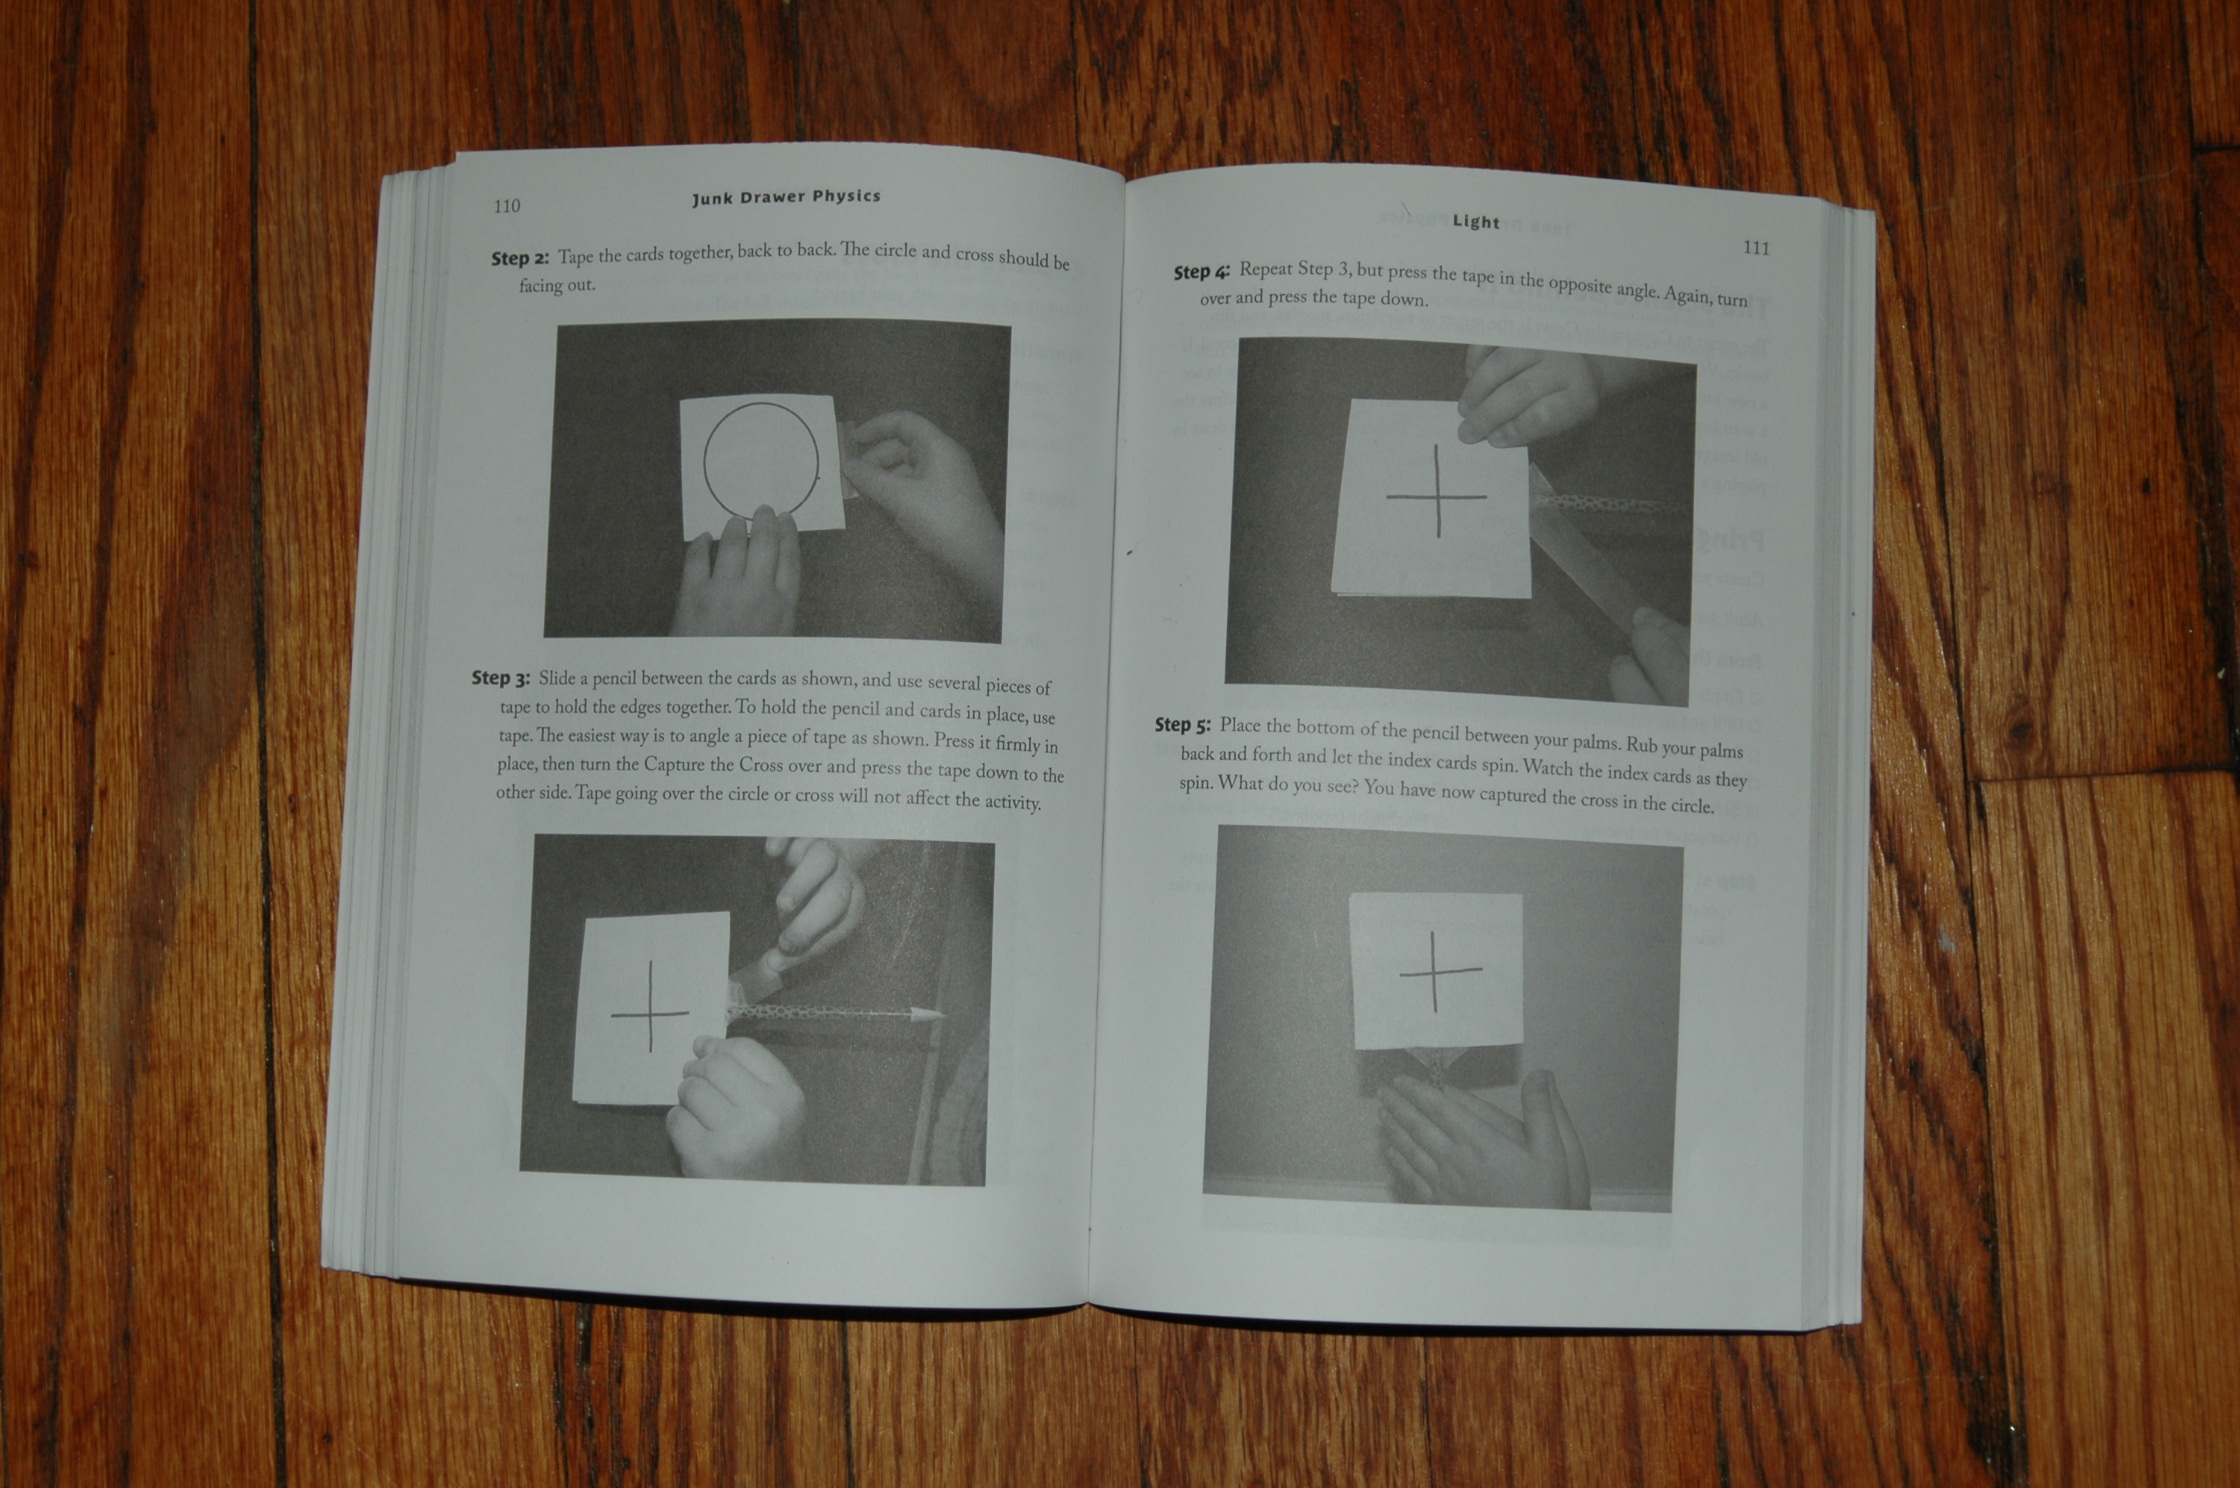 110
Junk Drawer Physics
Step 2: Tape the cards together, back to back. The circle and cross should be
facing out.
Step 3: Slide a pencil between the cards as shown, and use several pieces of
tape to hold the edges together. To hold the pencil and cards in place, use
tape. The easiest way is to angle a piece of tape as shown. Press it firmly in
place, then turn the Capture the Cross over and press the tape down to the
other side. Tape going over the circle or cross will not affect the activity.
Light
111
Step 4: Repeat Step 3, but press the tape in the opposite angle. Again, turn
over and press the tape down.
Step 5: Place the bottom of the pencil between your palms. Rub your palms
back and forth and let the index cards spin. Watch the index cards as they
spin. What do you see? You have now captured the cross in the circle.